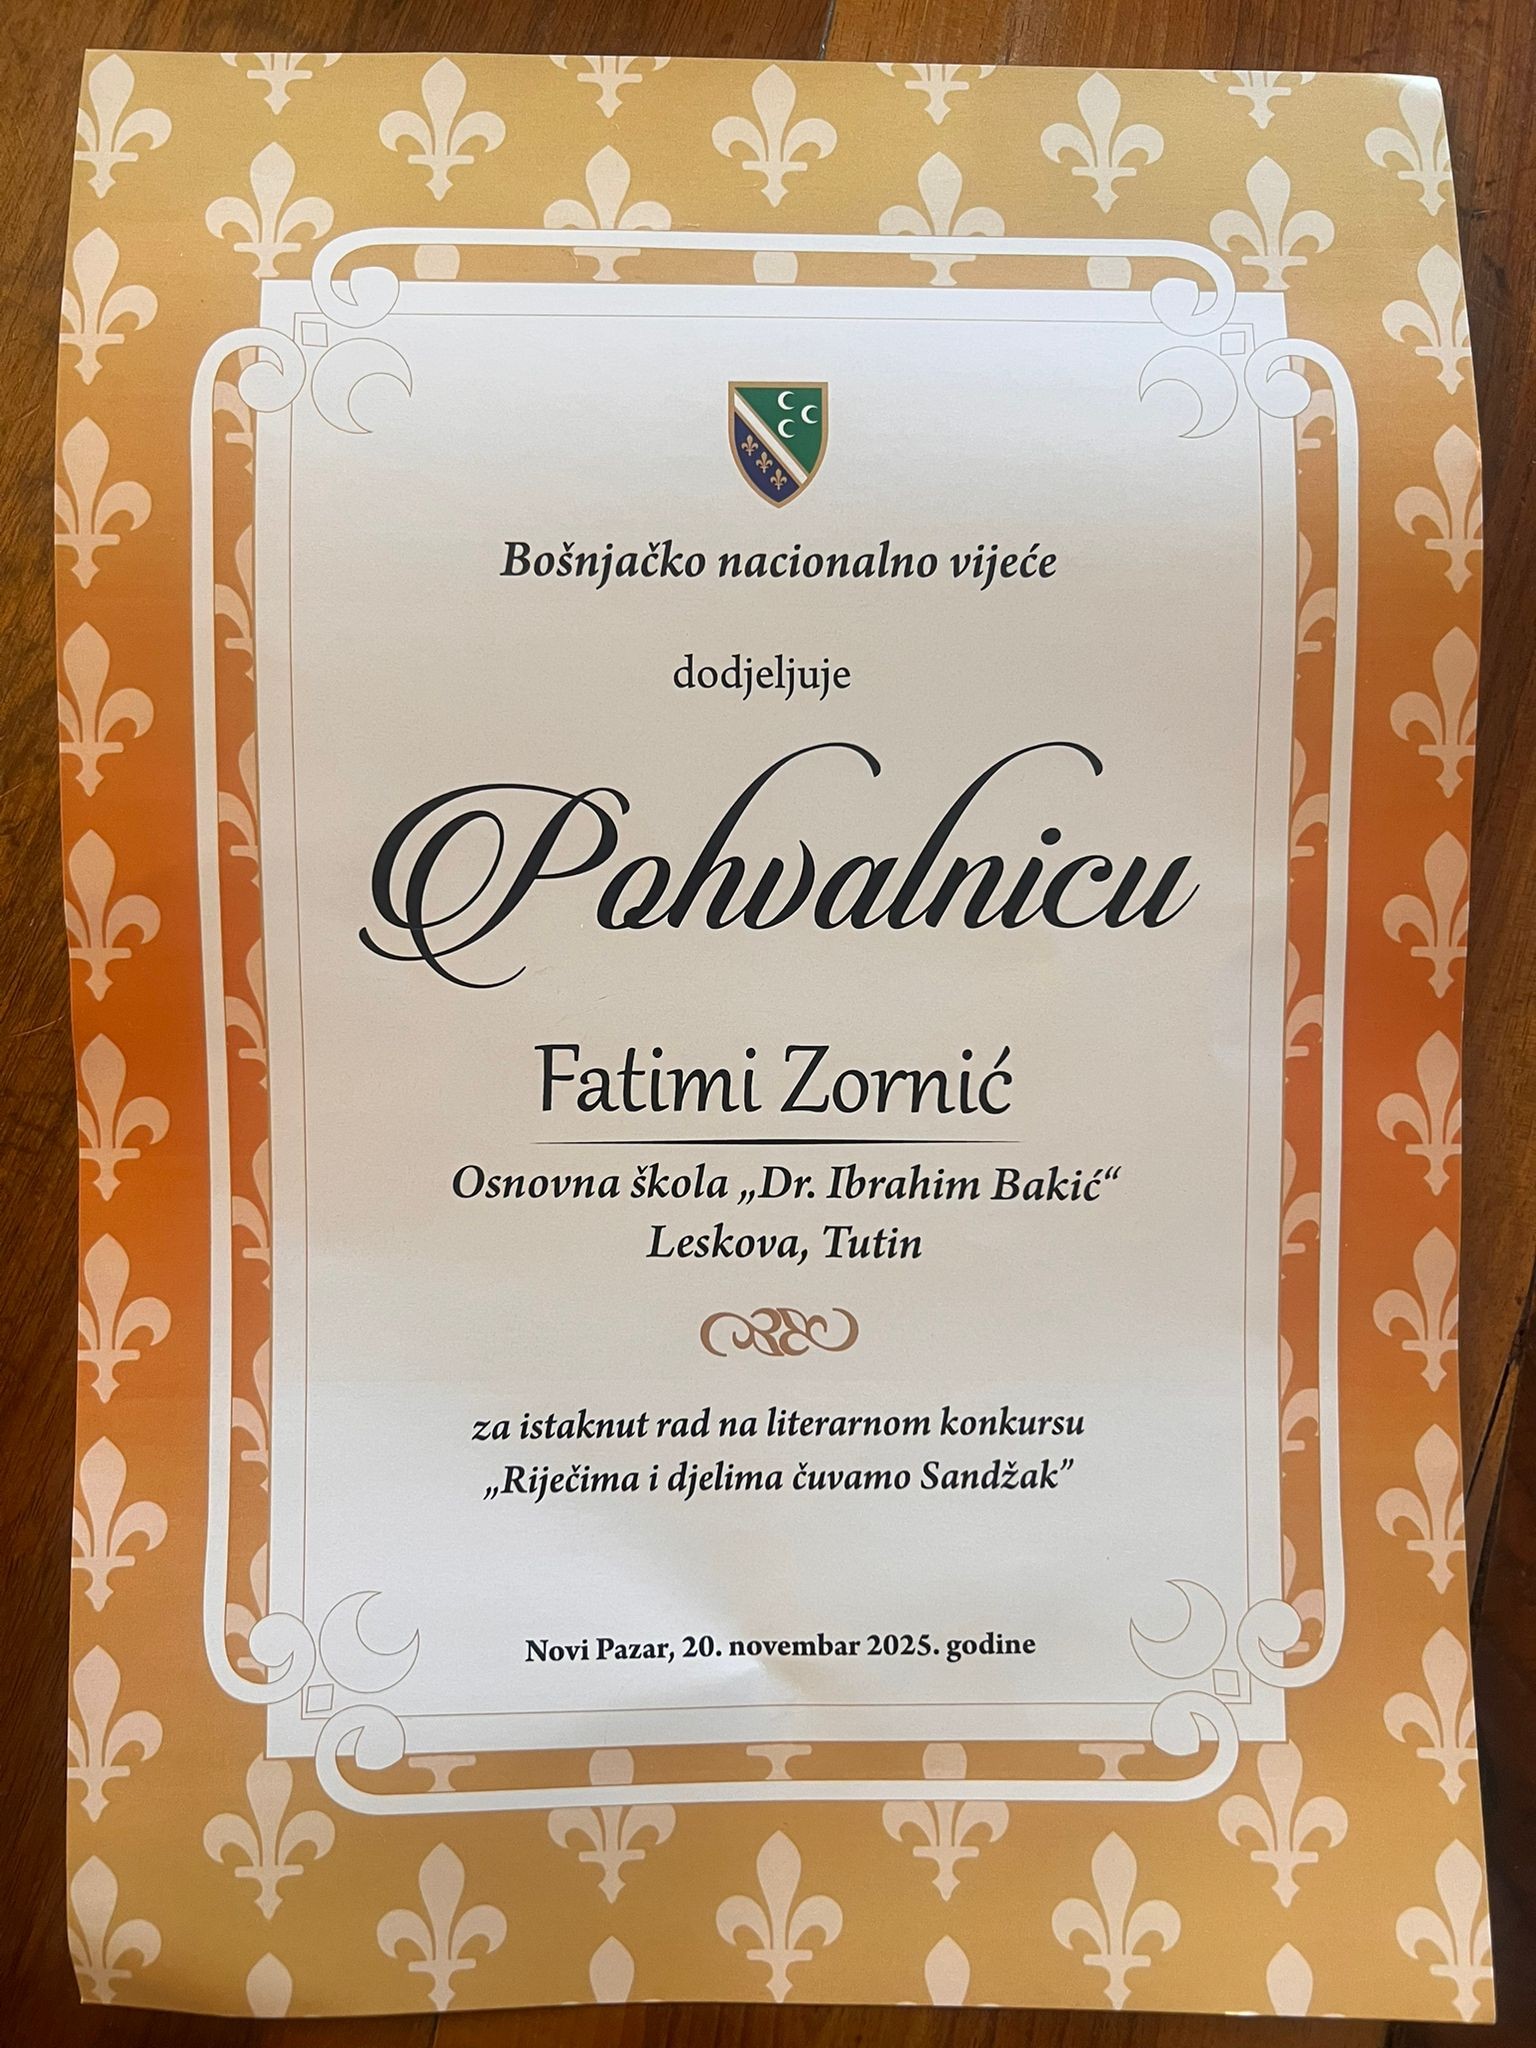 Bošnjačko nacionalno vijeće
dodjeljuje
Pohvalnicu
Fatimi Zornić
Osnovna škola „Dr. Ibrahim Bakić“
Leskova, Tutin
za istaknut rad na literarnom konkursu
„Riječima i djelima čuvamo Sandžak”
Novi Pazar, 20. novembar 2025. godine